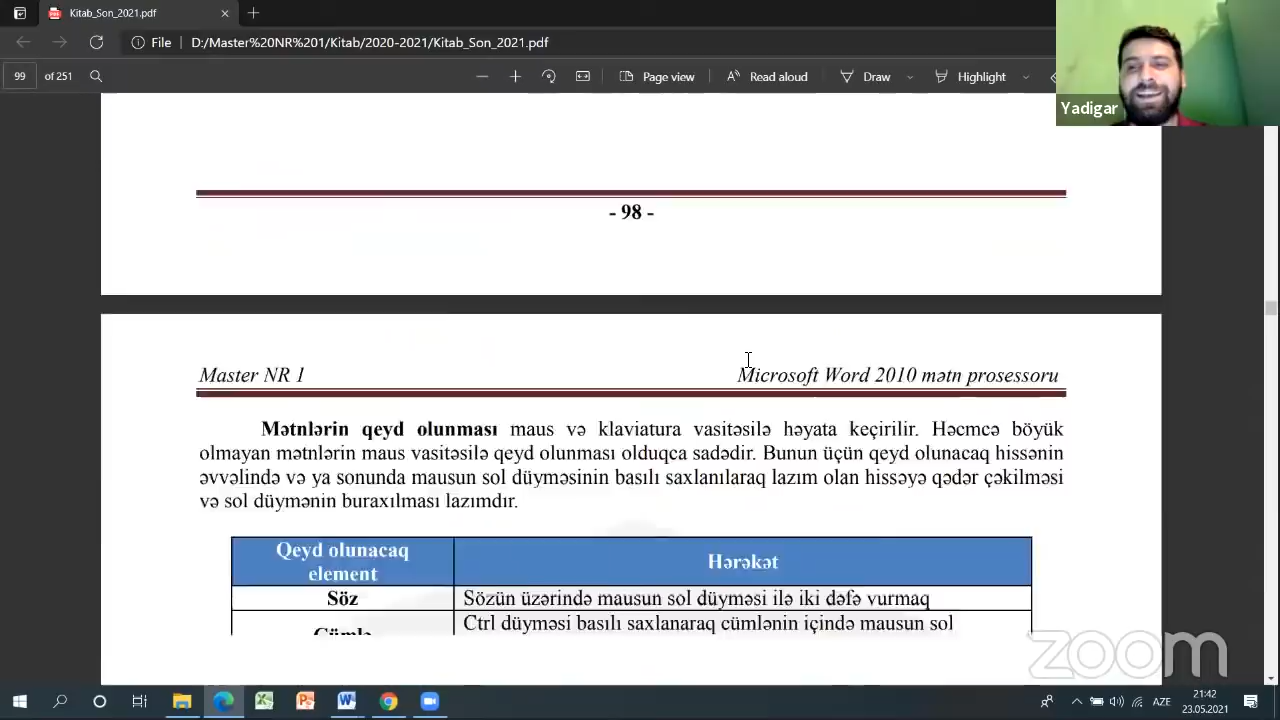 Kitab_Son_2021.pdf
File D:/Master%20NR%201/Kitab/2020-2021/Kitab_Son_2021.pdf
99 of 251 Page view Read aloud Draw Highlight
Yadigar
- 98 -
Master NR 1 Microsoft Word 2010 mətn prosessoru
Mətnlərin qeyd olunması maus və klaviatura vasitəsilə həyata keçirilir. Həcmcə böyük
olmayan mətnlərin maus vasitəsilə qeyd olunması olduqca sadədir. Bunun üçün qeyd olunacaq hissənin
əvvəlində və ya sonunda mausun sol düyməsinin basılı saxlanılaraq lazım olan hissəyə qədər çəkilməsi
və sol düymənin buraxılması lazımdır.
Qeyd olunacaq
element
Hərəkət
Söz Sözün üzərində mausun sol düyməsi ilə iki dəfə vurmaq
Cümlə Ctrl düyməsi basılı saxlanaraq cümlənin içində mausun sol
zoom
AZE
21:42
23.05.2021